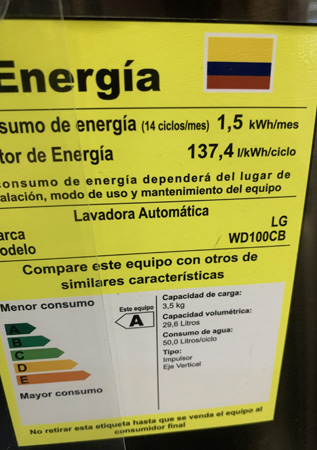 Energía
sumo de energía (14 ciclos/mes) 1,5 kWh/mes
tor de Energía 137,4 l/kWh/ciclo
consumo de energía dependerá del lugar de
alación, modo de uso y mantenimiento del equipo
Lavadora Automática
arca LG
odelo WD100CB
Compare este equipo con otros de
similares características
Menor consumo
Este equipo
A
A
B
C
D
E
Mayor consumo
Capacidad de carga:
3,5 kg
Capacidad volumétrica:
29,6 Litros
Consumo de agua:
50,0 Litros/ciclo
Tipo:
Impulsor
Eje Vertical
No retirar esta etiqueta hasta que se venda el equipo al
consumidor final